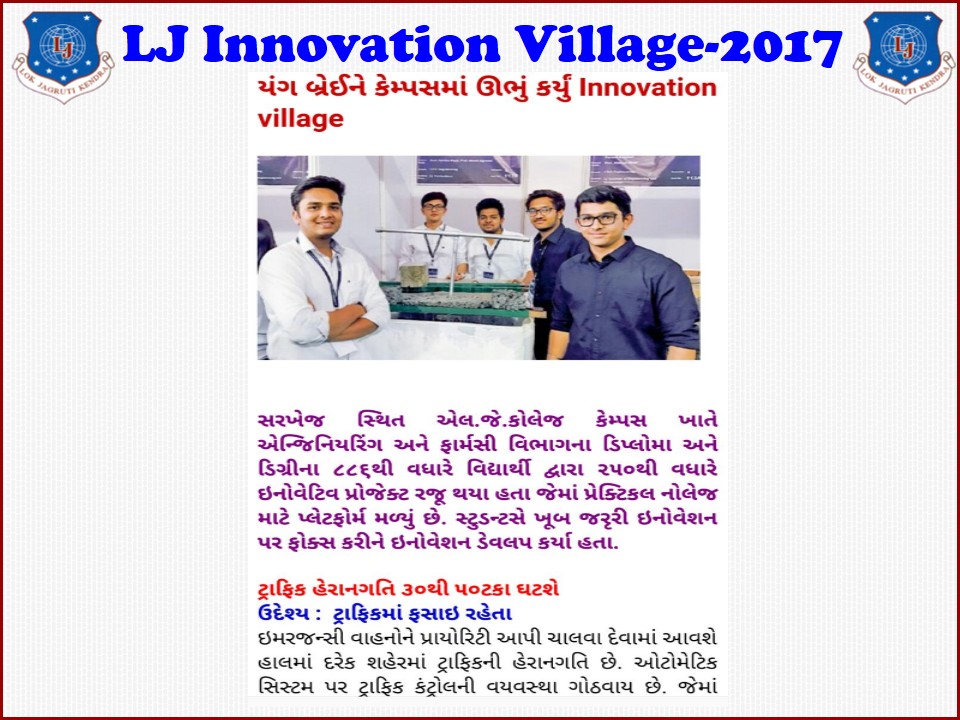 LJ Innovation Village-2017
LJ
LOK JAGRUTI KENDRA
LJ
LOK JAGRUTI KENDRA
યંગ બ્રેઈને કેમ્પસમાં ઊભું કર્યું Innovation
village
સરખેજ સ્થિત એલ.જે.કોલેજ કેમ્પસ ખાતે
એન્જિનિયરિંગ અને ફાર્મસી વિભાગના ડિપ્લોમા અને
ડિગ્રીના ૮૮૬થી વધારે વિદ્યાર્થી દ્વારા ૨૫૦થી વધારે
ઇનોવેટિવ પ્રોજેક્ટ રજૂ થયા હતા જેમાં પ્રેક્ટિકલ નોલેજ
માટે પ્લેટફોર્મ મળ્યું છે. સ્ટુડન્ટસે ખૂબ જરૂરી ઇનોવેશન
પર ફોક્સ કરીને ઇનોવેશન ડેવલપ કર્યા હતા.
ટ્રાફિક હેરાનગતિ ૩૦થી ૫૦ટકા ઘટશે
ઉદેશ્ય : ટ્રાફિકમાં ફસાઇ રહેતા
ઇમરજન્સી વાહનોને પ્રાયોરિટી આપી ચાલવા દેવામાં આવશે
હાલમાં દરેક શહેરમાં ટ્રાફિકની હેરાનગતિ છે. ઓટોમેટિક
સિસ્ટમ પર ટ્રાફિક કંટ્રોલની વયવસ્થા ગોઠવાય છે. જેમાં